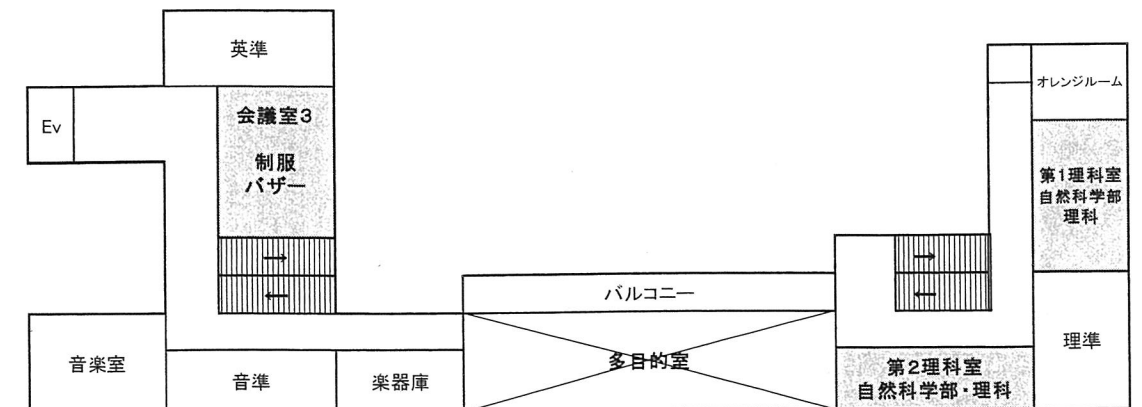 英準
Ev
会議室3
制服
バザー
→
←
音楽室
音準
楽器庫
バルコニー
多目的室
→
←
オレンジルーム
第1理科室
自然科学部
理科
理準
第2理科室
自然科学部・理科